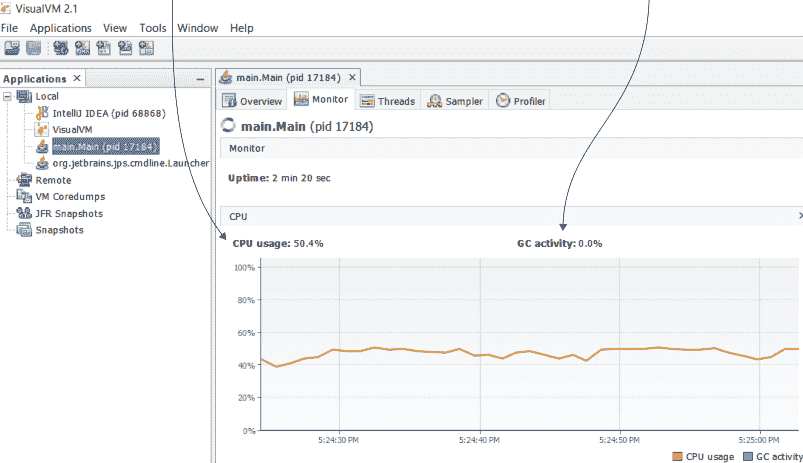 VisualVM 2.1
File Applications View Tools Window Help
Applications
Local
IntelliJ IDEA (pid 68868)
VisualVM
main.Main (pid 17184)
org.jetbrains.jps.cmdline.Launcher
Remote
VM Coredumps
JFR Snapshots
Snapshots
main.Main (pid 17184)
Overview Monitor Threads Sampler Profiler
main.Main (pid 17184)
Monitor
Uptime: 2 min 20 sec
CPU
CPU usage: 50.4% GC activity: 0.0%
100%
80%
60%
40%
20%
0%
5:24:30 PM 5:24:40 PM 5:24:50 PM 5:25:00 PM
CPU usage GC activity